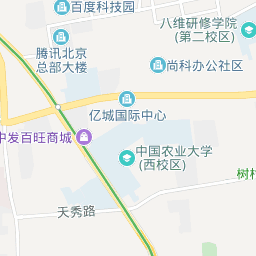 百度科技园
八维研修学院
(第二校区)
腾讯北京
总部大楼
尚科办公社区
亿城国际中心
中发百旺商城
中国农业大学
(西校区)
树村
天秀路